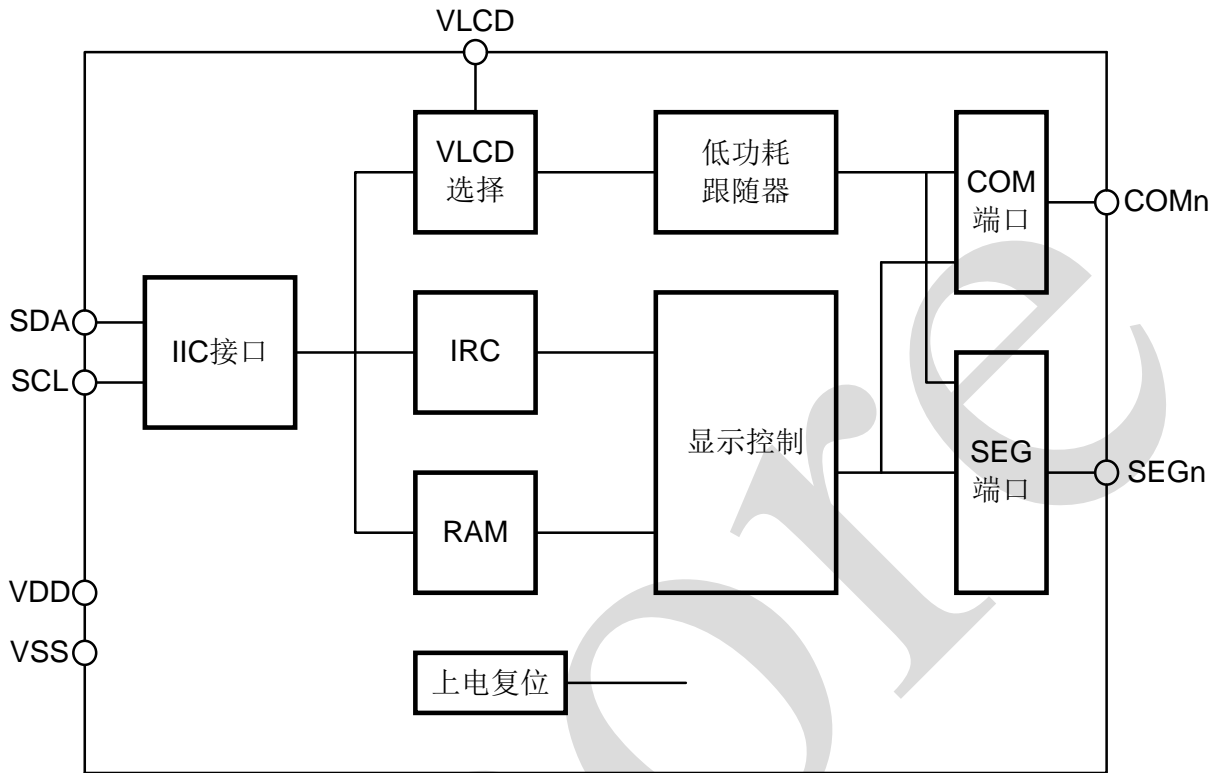 VLCD
VLCD
选择
低功耗
跟随器
COM
端口
COMn
SDA
SCL
IIC接口
IRC
显示控制
SEG
端口
SEGn
RAM
VDD
VSS
上电复位
ore